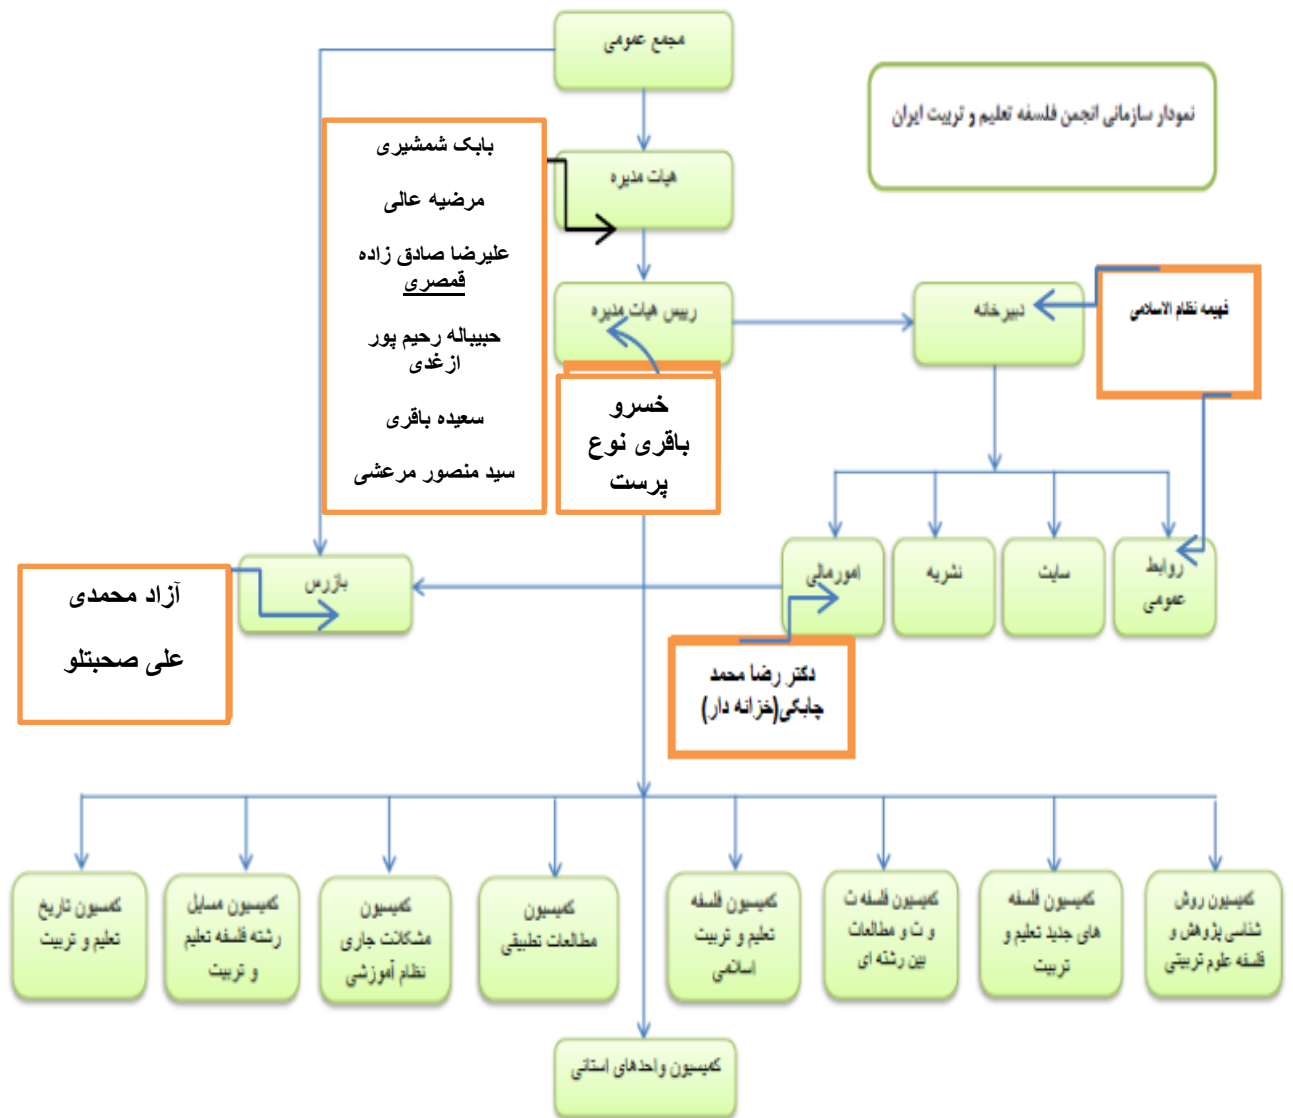 مجمع عمومی
نمودار سازمانی انجمن فلسفه تعلیم و تربیت ایران
بابک شمشیری
مرضیه عالی
علیرضا صادق زاده
قمصری
حبیباله رحیم پور
ازغدی
سعیده باقری
سید منصور مرعشی
هیات مدیره
رییس هیات مدیره
دبیرخانه
فهیمه نظام الاسلامی
خسرو
باقری نوع
پرست
روابط
عمومی
سایت
نشریه
امورمالی
بازرس
آزاد محمدی
علی صحبتلو
دکتر رضا محمد
چابکی(خزانه دار)
کمیسیون روش
شناسی پژوهش و
فلسفه علوم تربیتی
کمیسیون فلسفه
های جدید تعلیم و
تربیت
کمیسیون فلسفه ت
و ت و مطالعات
بین رشته ای
کمیسیون فلسفه
تعلیم و تربیت
اسلامی
کمیسیون
مطالعات تطبیقی
کمیسیون
مشکلات جاری
نظام آموزشی
کمیسیون مسایل
رشته فلسفه تعلیم
و تربیت
کمسیون تاریخ
تعلیم و تربیت
کمیسیون واحدهای استانی